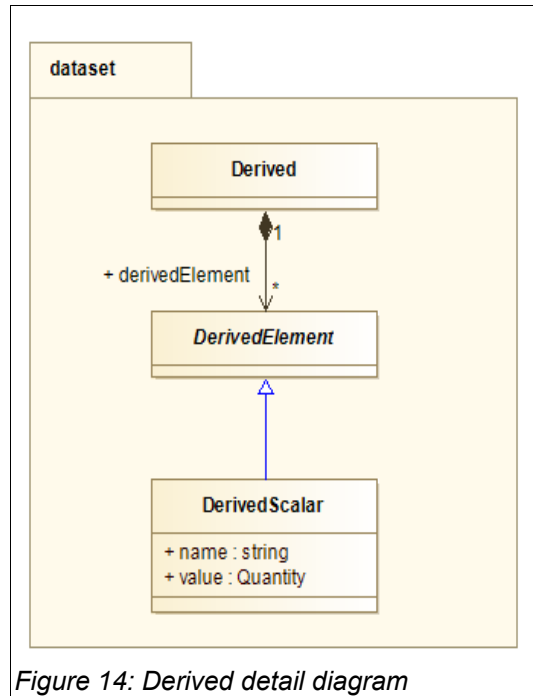 dataset
Derived
1
+ derivedElement
*
DerivedElement
DerivedScalar
+ name : string
+ value : Quantity
Figure 14: Derived detail diagram